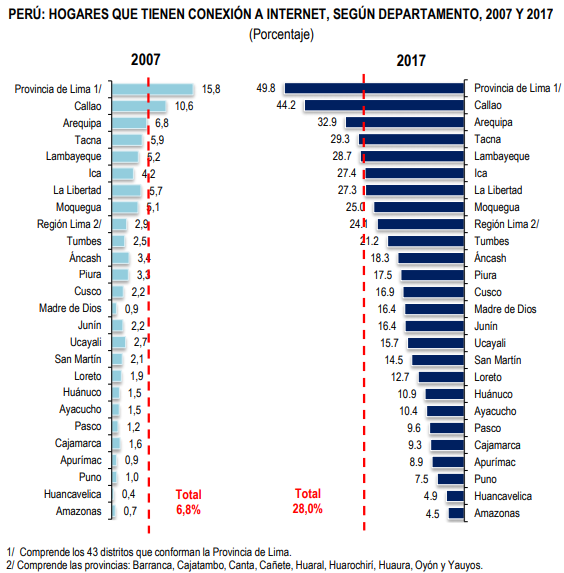 PERÚ: HOGARES QUE TIENEN CONEXIÓN A INTERNET, SEGÚN DEPARTAMENTO, 2007 Y 2017
(Porcentaje)
2007 2017
Provincia de Lima 1/ 15,8 49.8 Provincia de Lima 1/
Callao 10,6 44.2 Callao
Arequipa 6,8 32.9 Arequipa
Tacna 5,9 29.3 Tacna
Lambayeque 5,2 28.7 Lambayeque
Ica 4,2 27.4 Ica
La Libertad 5,7 27.3 La Libertad
Moquegua 5,1 25.0 Moquegua
Región Lima 2/ 2,9 24.1 Región Lima 2/
Tumbes 2,5 21.2 Tumbes
Áncash 3,4 18.3 Áncash
Piura 3,3 17.5 Piura
Cusco 2,2 16.9 Cusco
Madre de Dios 0,9 16.4 Madre de Dios
Junín 2,2 16.4 Junín
Ucayali 2,7 15.7 Ucayali
San Martín 2,1 14.5 San Martín
Loreto 1,9 12.7 Loreto
Huánuco 1,5 10.9 Huánuco
Ayacucho 1,5 10.4 Ayacucho
Pasco 1,2 9.6 Pasco
Cajamarca 1,6 9.3 Cajamarca
Apurímac 0,9 8.9 Apurímac
Puno 1,0 7.5 Puno
Huancavelica 0,4 Total Total 4.9 Huancavelica
Amazonas 0,7 6,8% 28,0% 4.5 Amazonas
1/ Comprende los 43 distritos que conforman la Provincia de Lima.
2/ Comprende las provincias: Barranca, Cajatambo, Canta, Cañete, Huaral, Huarochirí, Huaura, Oyón y Yauyos.